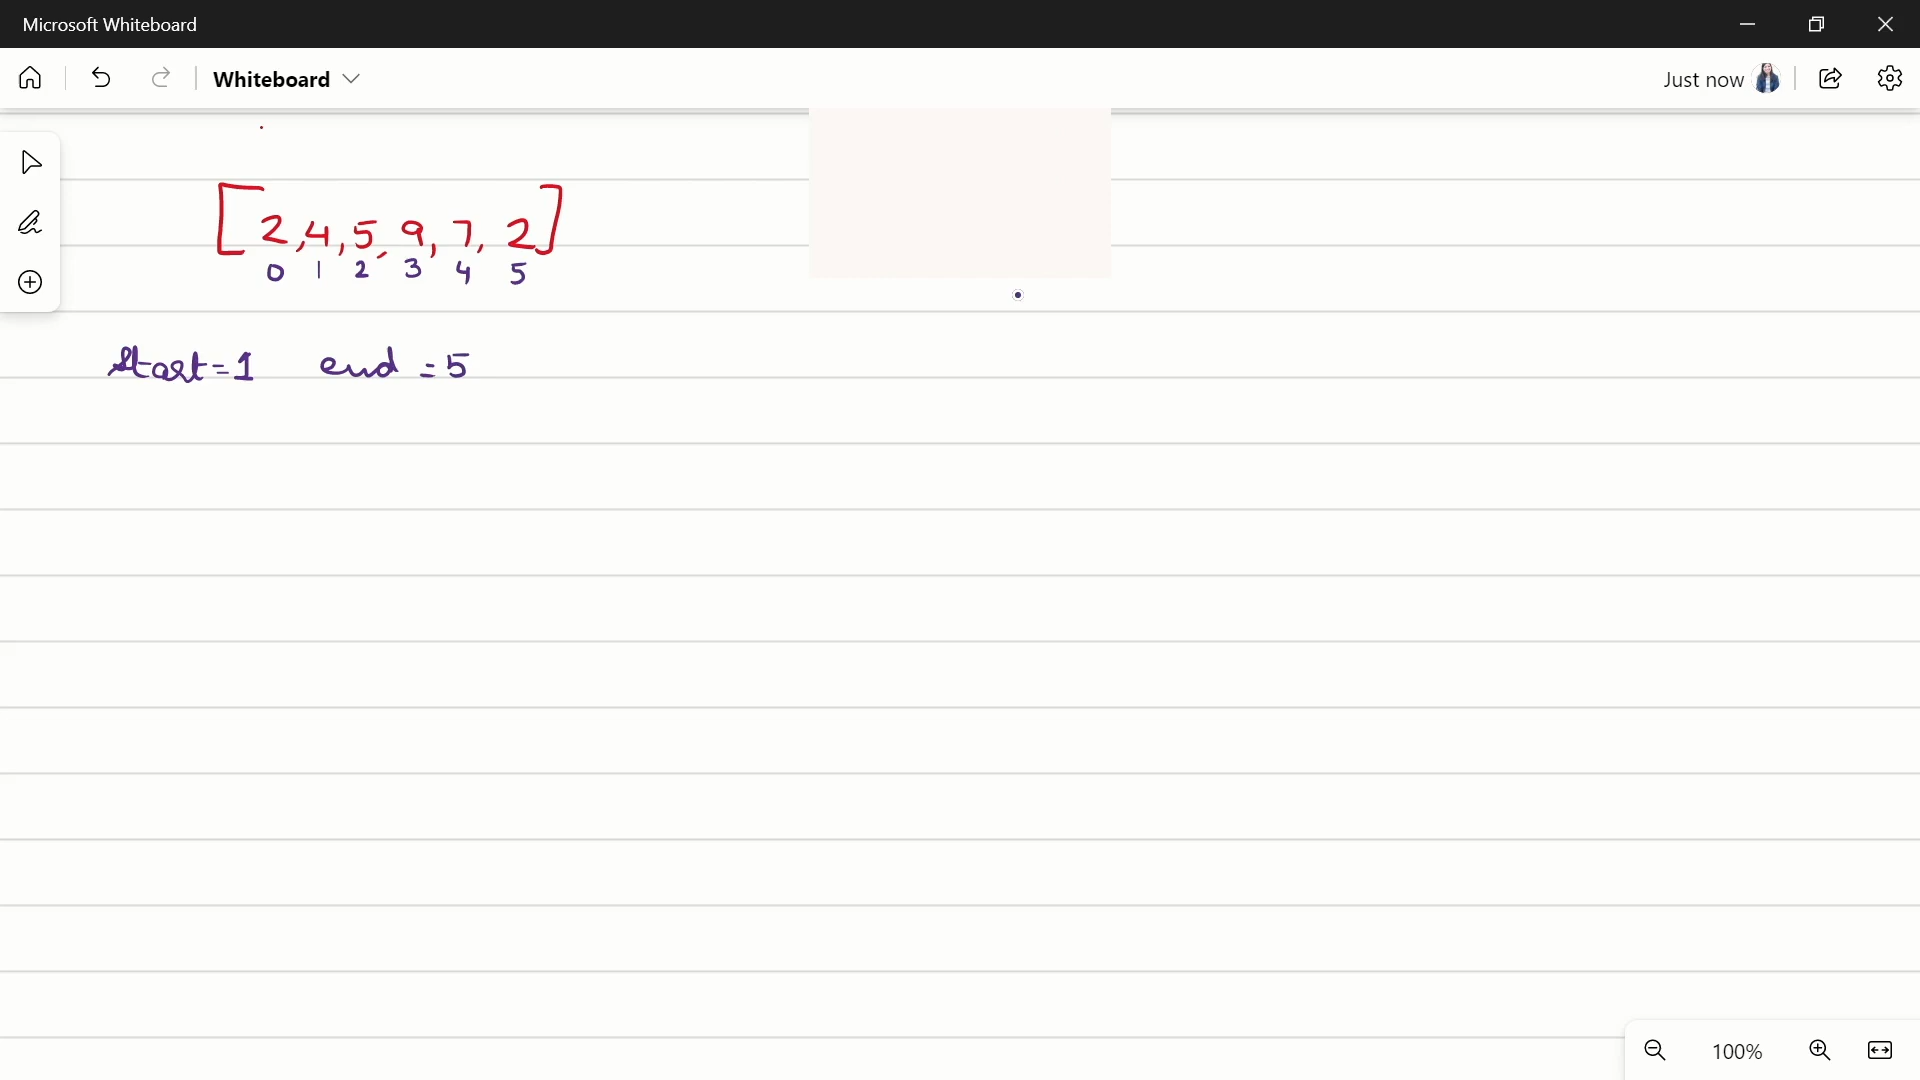 Microsoft Whiteboard
Whiteboard
Just now
[2,4,5,9,7,2]
0 1 2 3 4 5
Start=1 end = 5
100%